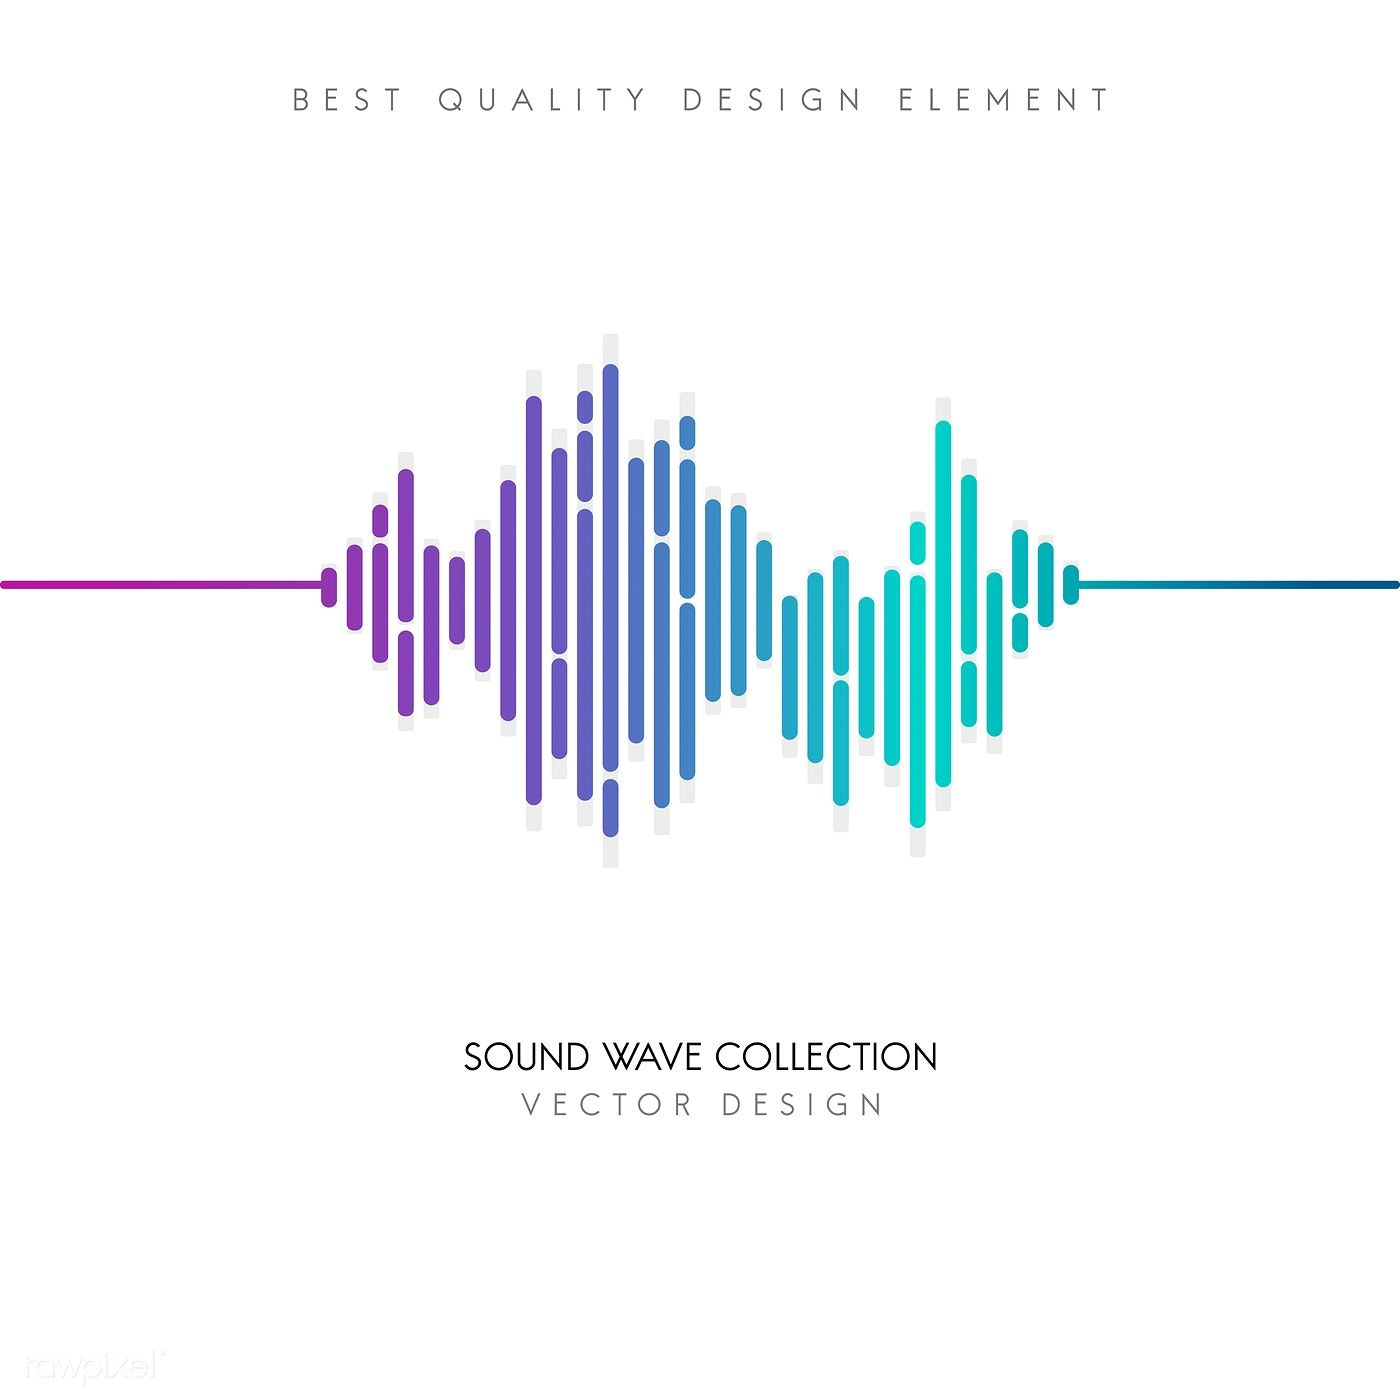 BEST QUALITY DESIGN ELEMENT
SOUND WAVE COLLECTION
VECTOR DESIGN
rawpixel